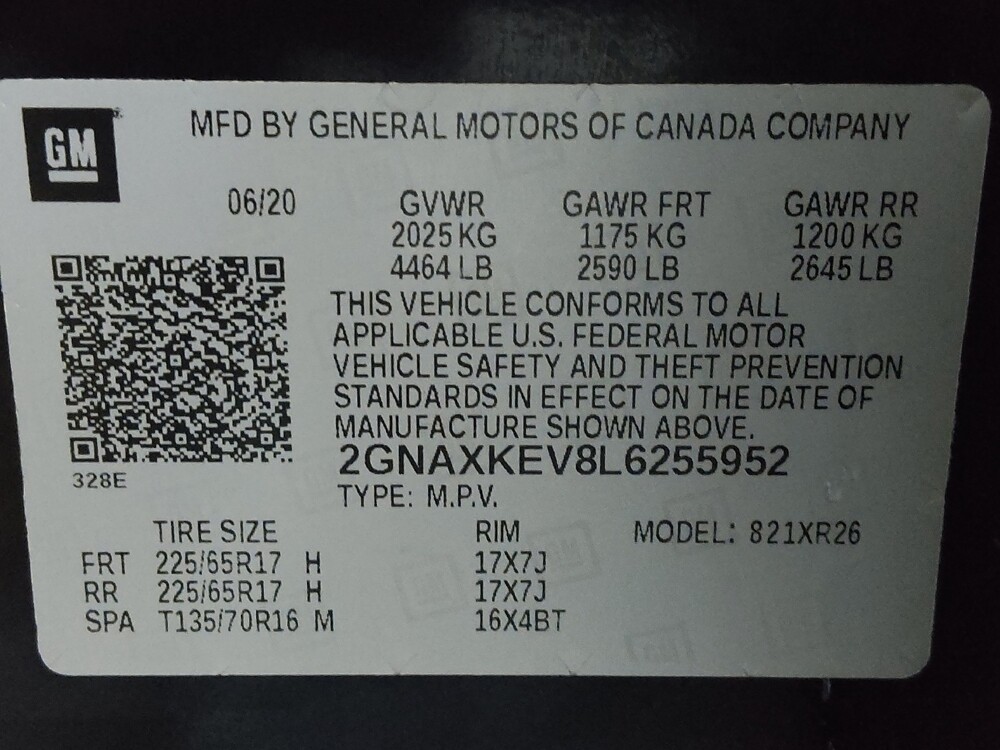 GM
MFD BY GENERAL MOTORS OF CANADA COMPANY
06/20 GVWR GAWR FRT GAWR RR
2025 KG 1175 KG 1200 KG
4464 LB 2590 LB 2645 LB
THIS VEHICLE CONFORMS TO ALL
APPLICABLE U.S. FEDERAL MOTOR
VEHICLE SAFETY AND THEFT PREVENTION
STANDARDS IN EFFECT ON THE DATE OF
MANUFACTURE SHOWN ABOVE.
2GNAXKEV8L6255952
328E
TYPE: M.P.V.
TIRE SIZE RIM MODEL: 821XR26
FRT 225/65R17 H 17X7J
RR 225/65R17 H 17X7J
SPA T135/70R16 M 16X4BT